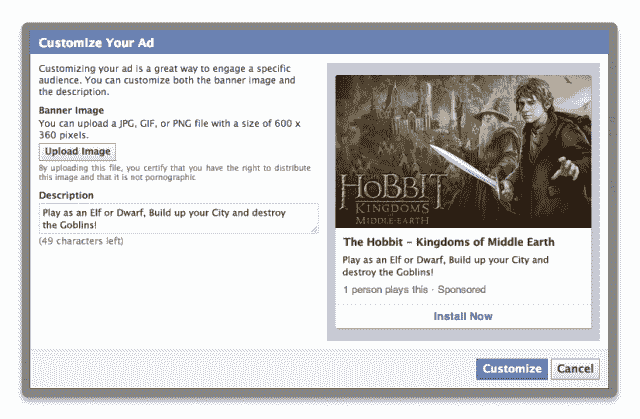 Customize Your Ad
Customizing your ad is a great way to engage a specific
audience. You can customize both the banner image and
the description.
Banner Image
You can upload a JPG, GIF, or PNG file with a size of 600 x
360 pixels.
Upload Image
By uploading this file, you certify that you have the right to distribute
this image and that it is not pornographic
Description
Play as an Elf or Dwarf, Build up your City and destroy
the Goblins!
(49 characters left)
THE
HOBBIT
KINGDOMS
OF
MIDDLE-EARTH
The Hobbit - Kingdoms of Middle Earth
Play as an Elf or Dwarf, Build up your City and
destroy the Goblins!
1 person plays this · Sponsored
Install Now
Customize
Cancel